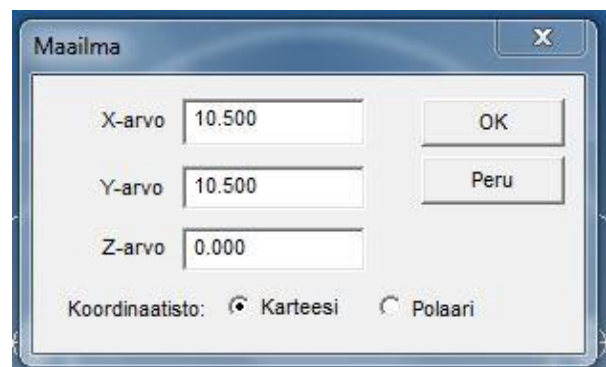 Maailma
X-arvo 10.500 OK
Y-arvo 10.500 Peru
Z-arvo 0.000
Koordinaatisto: Karteesi Polaari